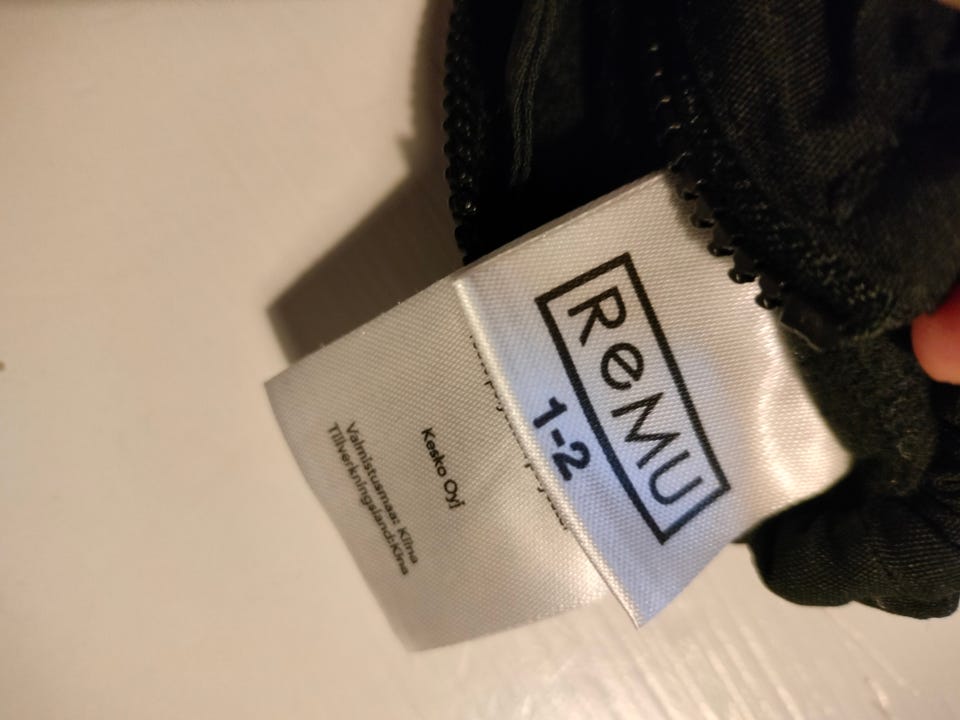 ReMU
1-2
Kesko Oyj
Valmistusmaa: Kiina
Tillverkningsland:Kina